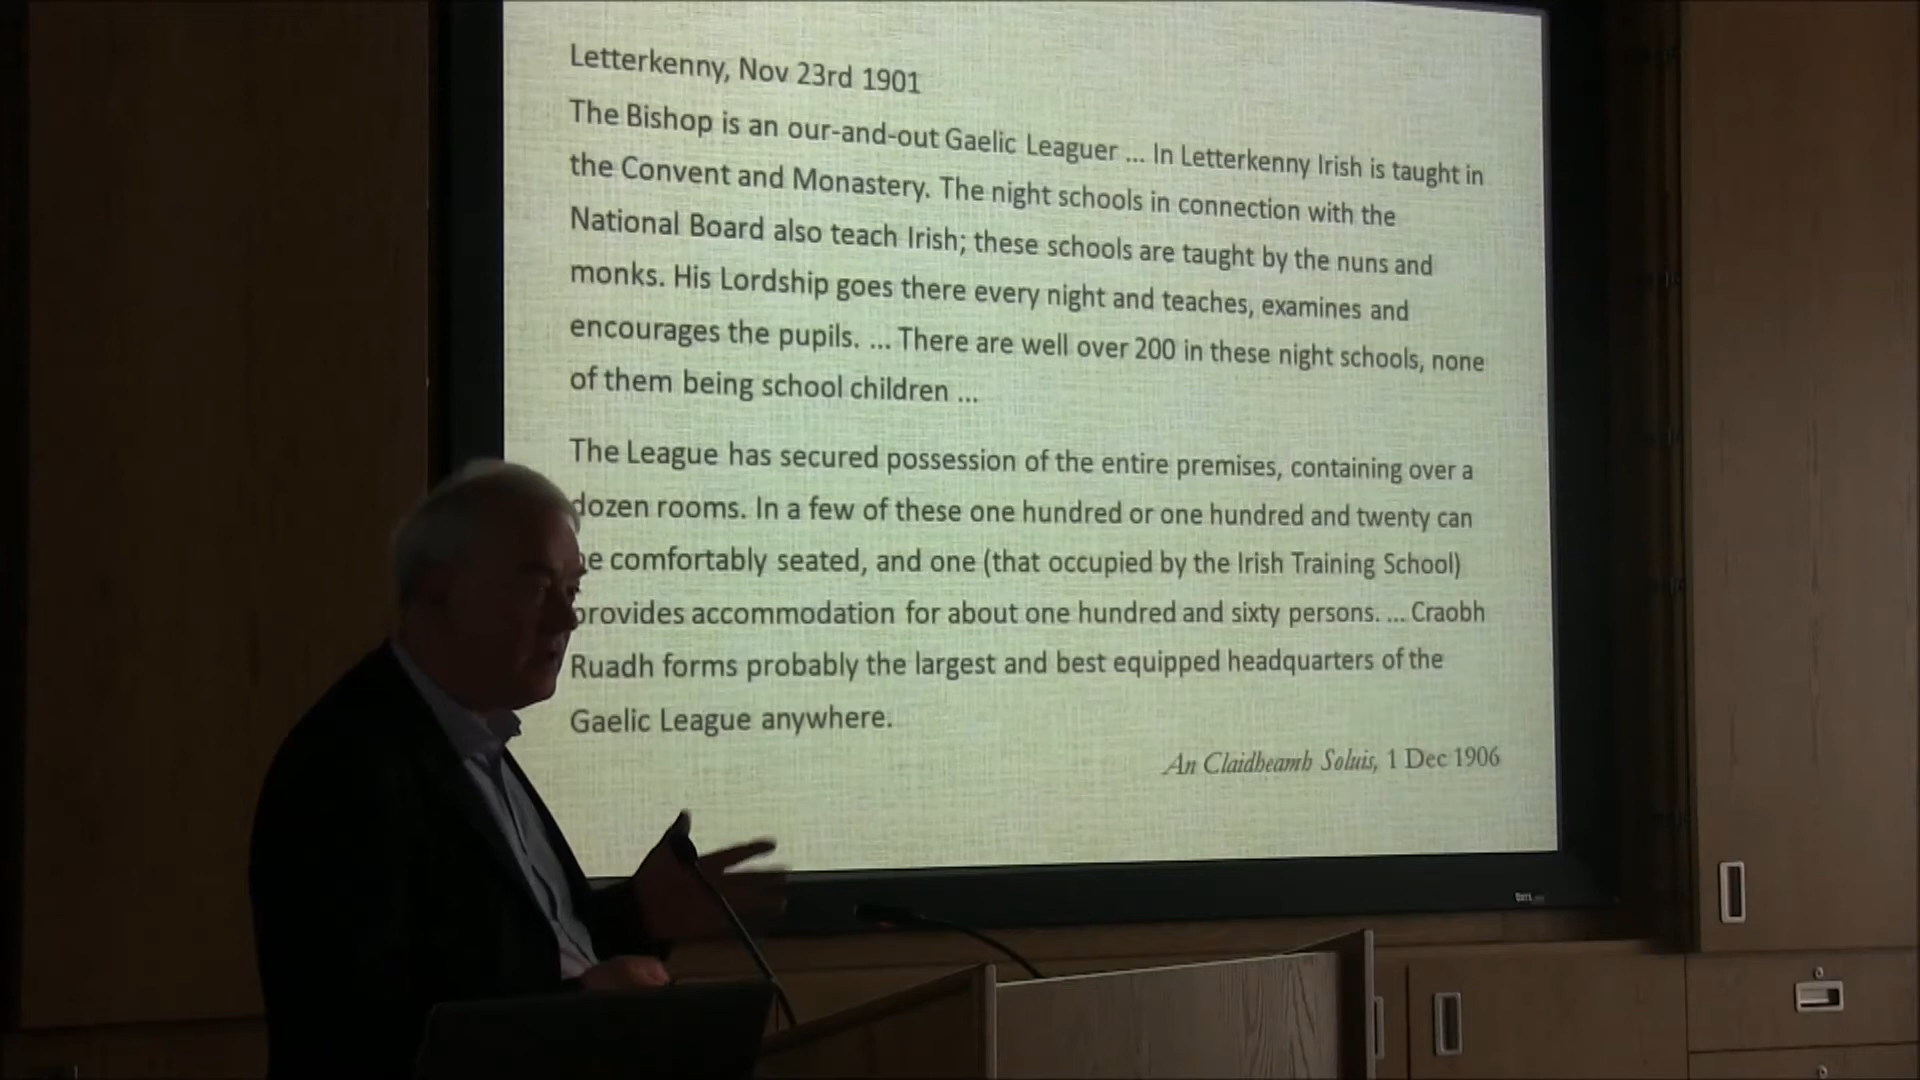 Letterkenny, Nov 23rd 1901
The Bishop is an our-and-out Gaelic Leaguer ... In Letterkenny Irish is taught in
the Convent and Monastery. The night schools in connection with the
National Board also teach Irish; these schools are taught by the nuns and
monks. His Lordship goes there every night and teaches, examines and
encourages the pupils. ... There are well over 200 in these night schools, none
of them being school children ...
The League has secured possession of the entire premises, containing over a
dozen rooms. In a few of these one hundred or one hundred and twenty can
e comfortably seated, and one (that occupied by the Irish Training School)
provides accommodation for about one hundred and sixty persons. ... Craobh
Ruadh forms probably the largest and best equipped headquarters of the
Gaelic League anywhere.
An Claidheamh Soluis, 1 Dec 1906